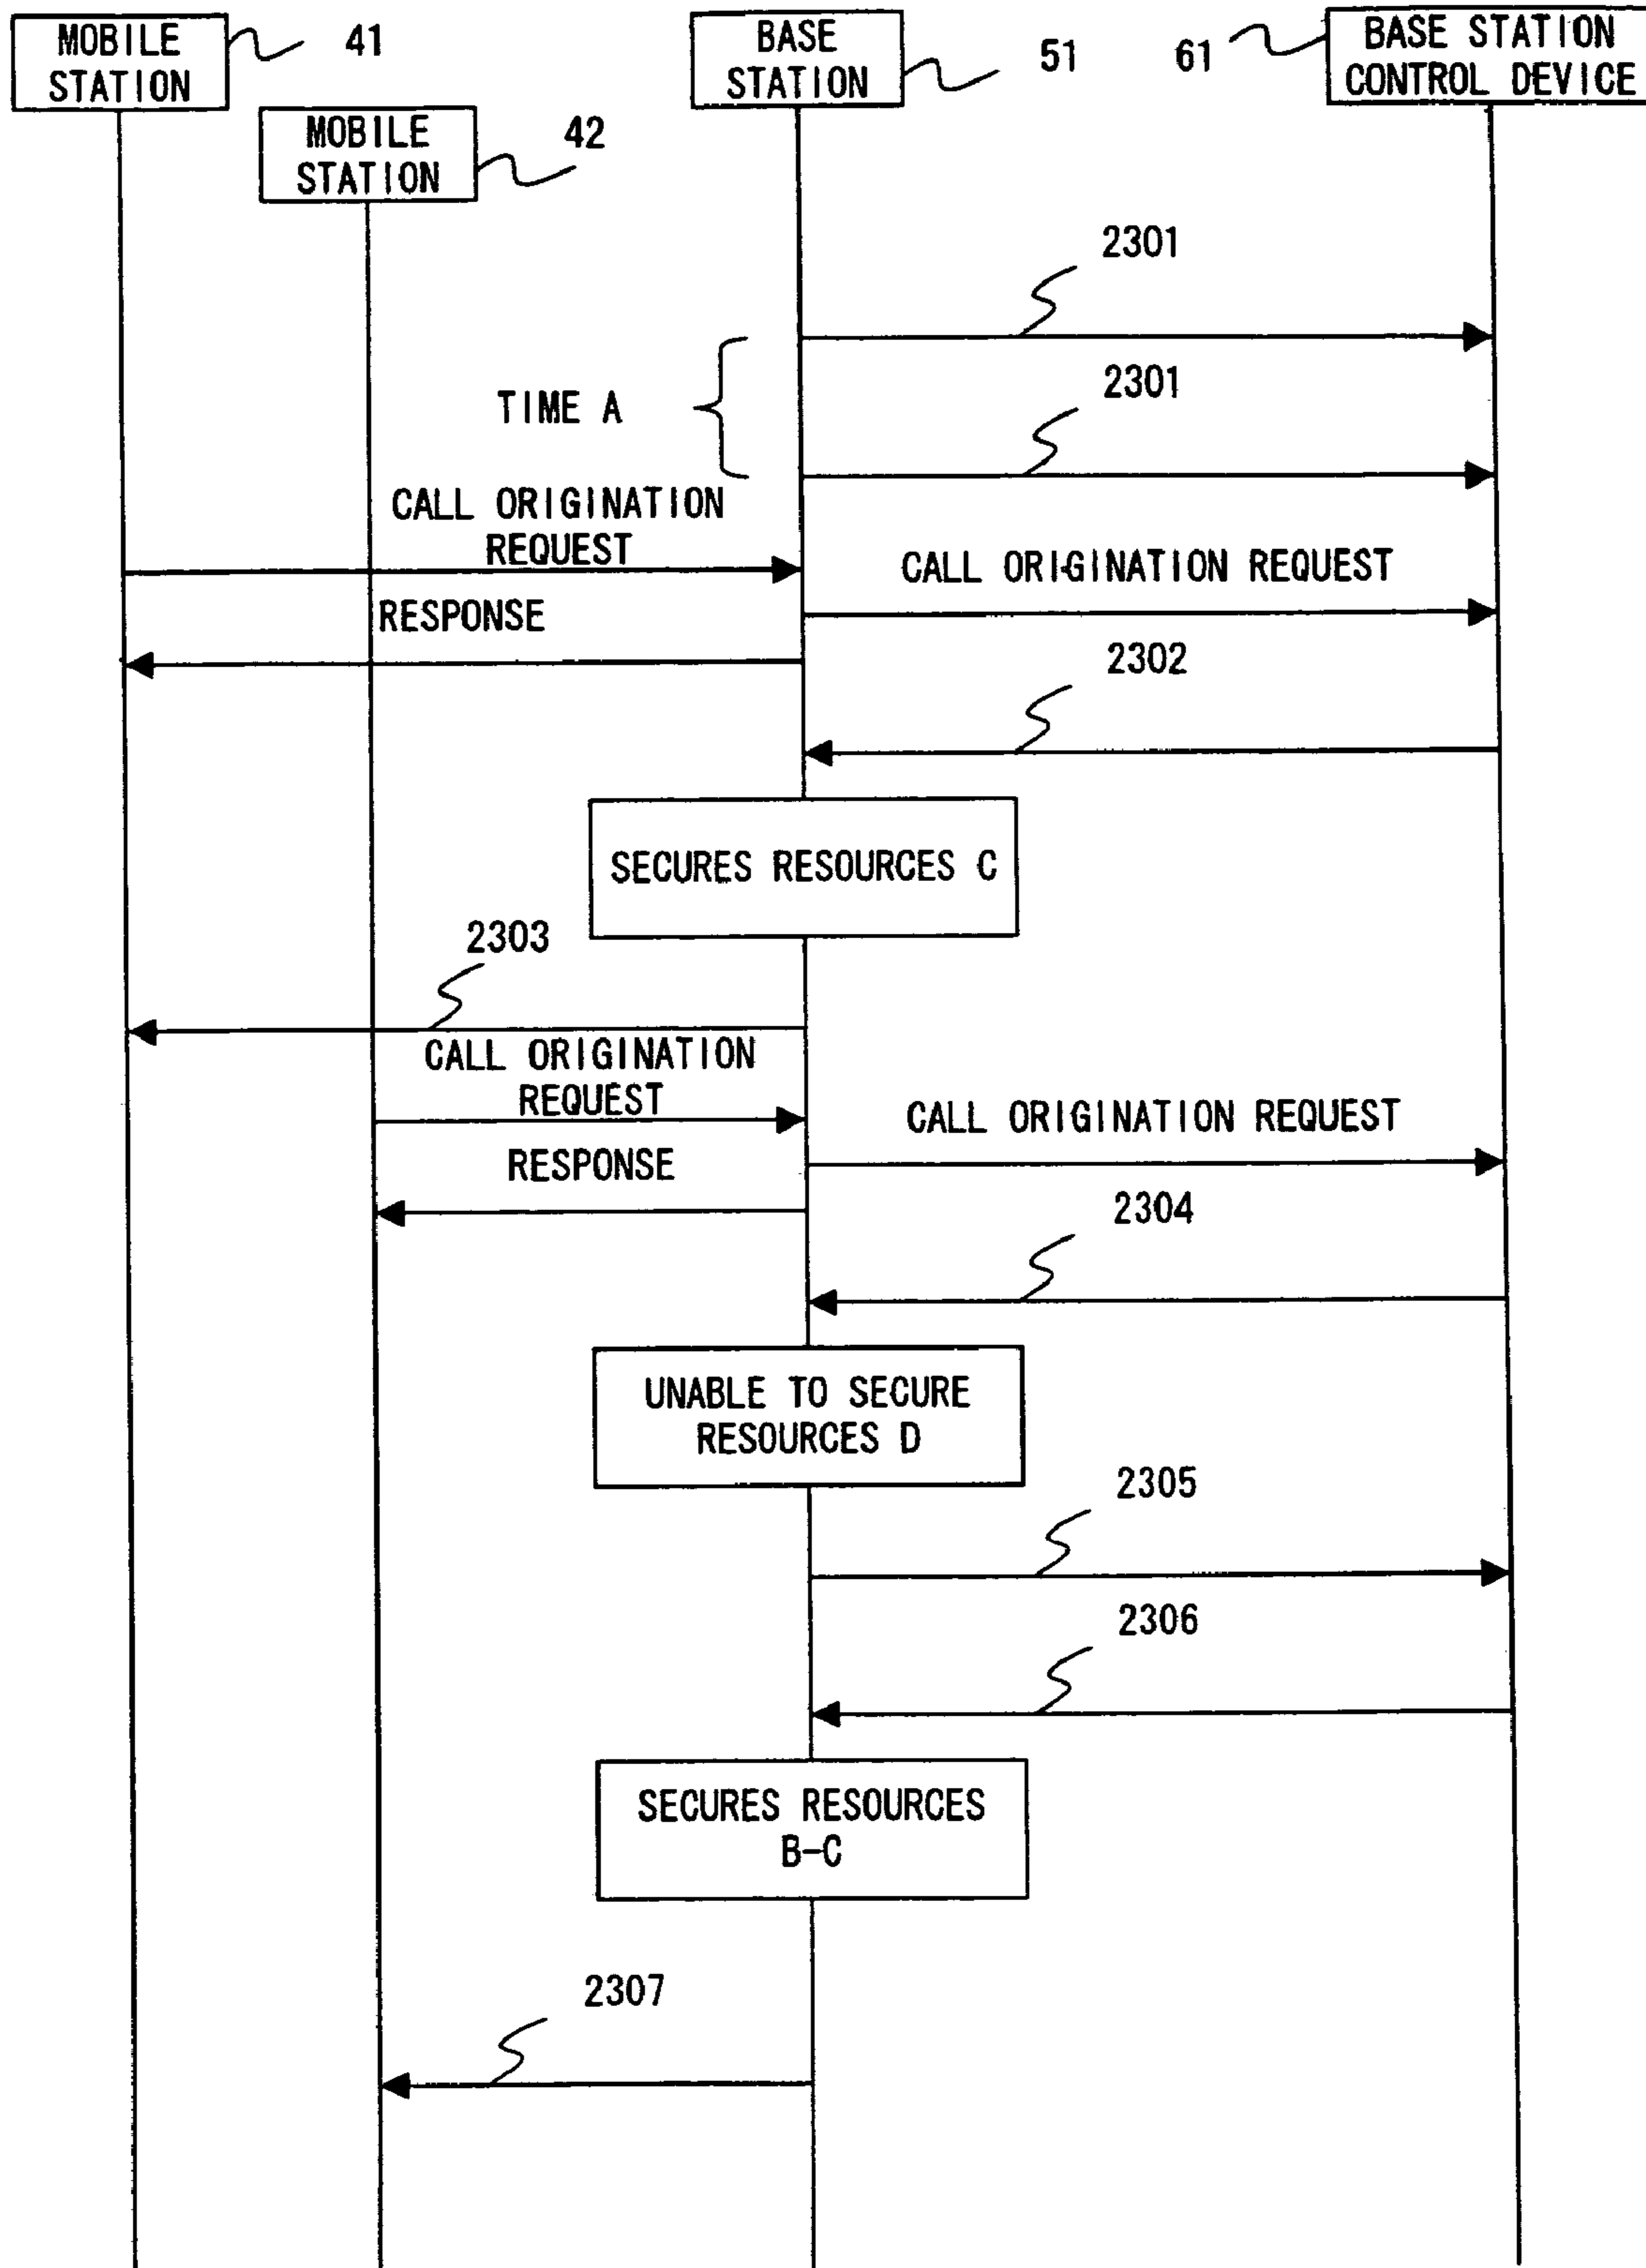 MOBILE
STATION
41
BASE
STATION
51
61
BASE STATION
CONTROL DEVICE
MOBILE
STATION
42
2301
2301
TIME A
CALL ORIGINATION
REQUEST
CALL ORIGINATION REQUEST
RESPONSE
2302
SECURES RESOURCES C
2303
CALL ORIGINATION
REQUEST
CALL ORIGINATION REQUEST
RESPONSE
2304
UNABLE TO SECURE
RESOURCES D
2305
2306
SECURES RESOURCES
B-C
2307